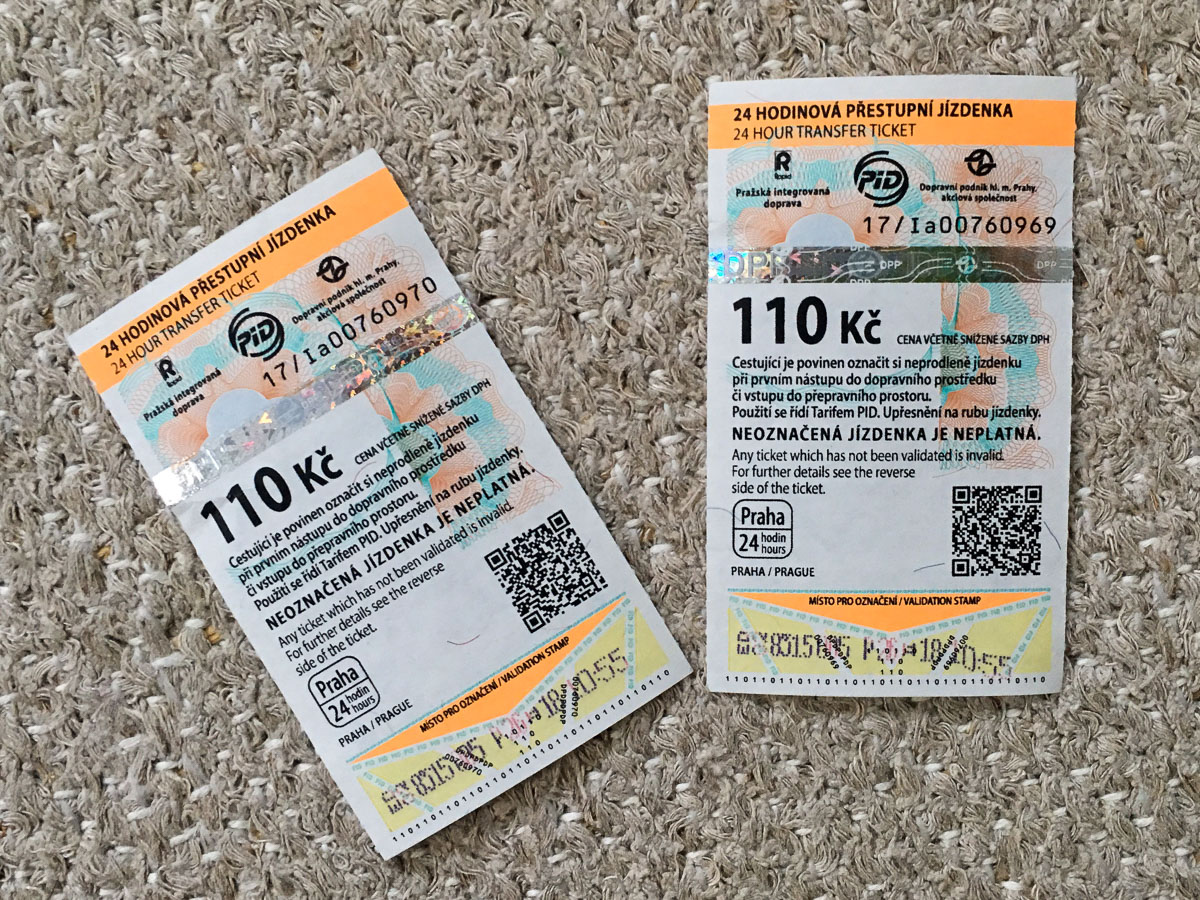 24 HODINOVÁ PŘESTUPNÍ JÍZDENKA
24 HOUR TRANSFER TICKET
Ropid
PID
Pražská integrovaná
doprava
Dopravní podnik hl. m. Prahy,
akciová společnost
17/Ia00760970
110 Kč
CENA VČETNĚ SNÍŽENÉ SAZBY DPH
Cestující je povinen označit si neprodleně jízdenku
při prvním nástupu do dopravního prostředku
či vstupu do přepravního prostoru.
Použití se řídí Tarifem PID. Upřesnění na rubu jízdenky.
NEOZNAČENÁ JÍZDENKA JE NEPLATNÁ.
Any ticket which has not been validated is invalid.
For further details see the reverse
side of the ticket.
Praha
24 hodin
hours
PRAHA / PRAGUE
MÍSTO PRO OZNAČENÍ / VALIDATION STAMP
110110110110110110110110110110
24 HODINOVÁ PŘESTUPNÍ JÍZDENKA
24 HOUR TRANSFER TICKET
Ropid
PID
Pražská integrovaná
doprava
Dopravní podnik hl. m. Prahy,
akciová společnost
17/Ia00760969
DPP DPP DPP
110 Kč
CENA VČETNĚ SNÍŽENÉ SAZBY DPH
Cestující je povinen označit si neprodleně jízdenku
při prvním nástupu do dopravního prostředku
či vstupu do přepravního prostoru.
Použití se řídí Tarifem PID. Upřesnění na rubu jízdenky.
NEOZNAČENÁ JÍZDENKA JE NEPLATNÁ.
Any ticket which has not been validated is invalid.
For further details see the reverse
side of the ticket.
Praha
24 hodin
hours
PRAHA / PRAGUE
MÍSTO PRO OZNAČENÍ / VALIDATION STAMP
110110110110110110110110110110